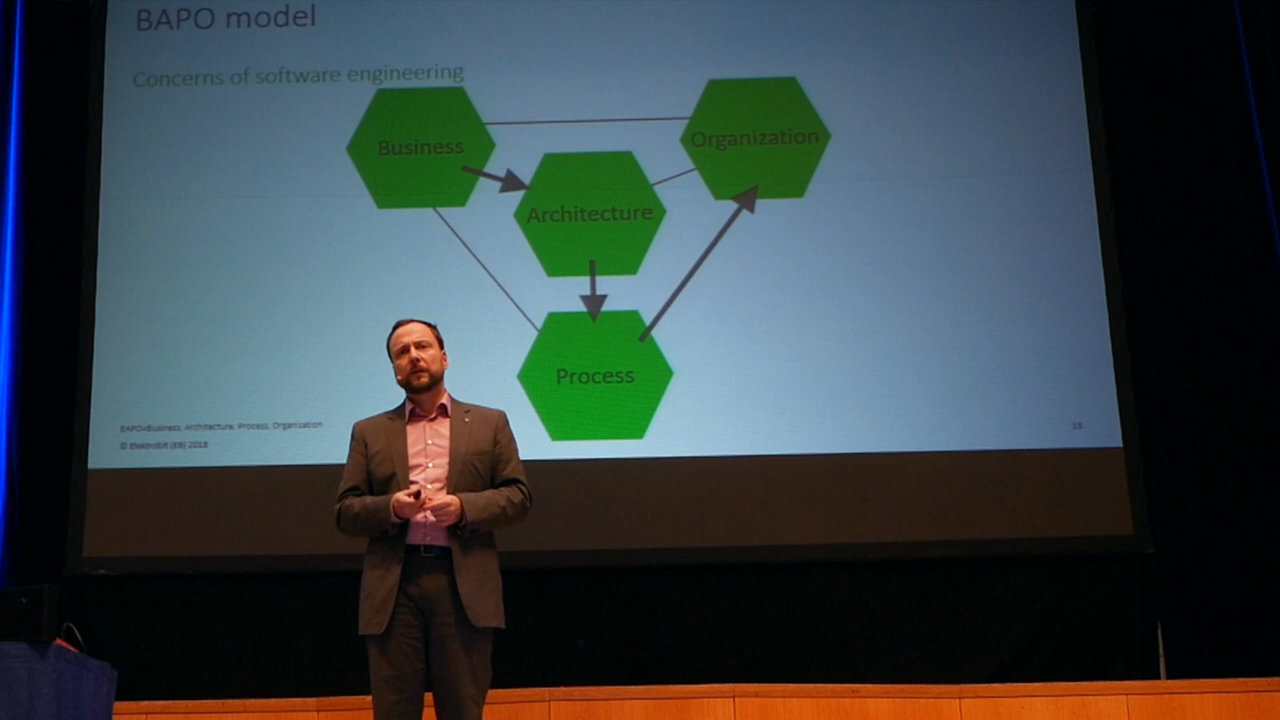 BAPO model
Concerns of software engineering
Business
Organization
Architecture
Process
BAPO=Business, Architecture, Process, Organization
© Elektrobit (EB) 2018